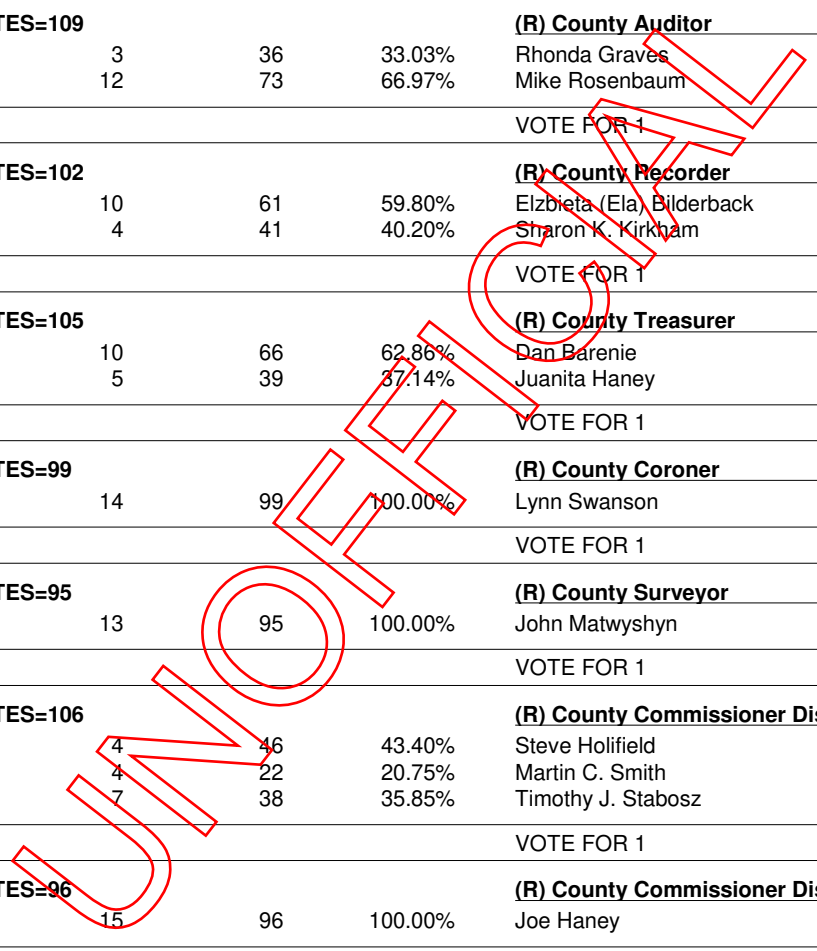 TES=109 (R) County Auditor
3 36 33.03% Rhonda Graves
12 73 66.97% Mike Rosenbaum
VOTE FOR 1
TES=102 (R) County Recorder
10 61 59.80% Elzbieta (Ela) Bilderback
4 41 40.20% Sharon K. Kirkham
VOTE FOR 1
TES=105 (R) County Treasurer
10 66 62.86% Dan Barenie
5 39 37.14% Juanita Haney
VOTE FOR 1
TES=99 (R) County Coroner
14 99 100.00% Lynn Swanson
VOTE FOR 1
TES=95 (R) County Surveyor
13 95 100.00% John Matwyshyn
VOTE FOR 1
TES=106 (R) County Commissioner Dis
4 46 43.40% Steve Holifield
4 22 20.75% Martin C. Smith
7 38 35.85% Timothy J. Stabosz
VOTE FOR 1
TES=96 (R) County Commissioner Dis
15 96 100.00% Joe Haney
UNOFFICIAL